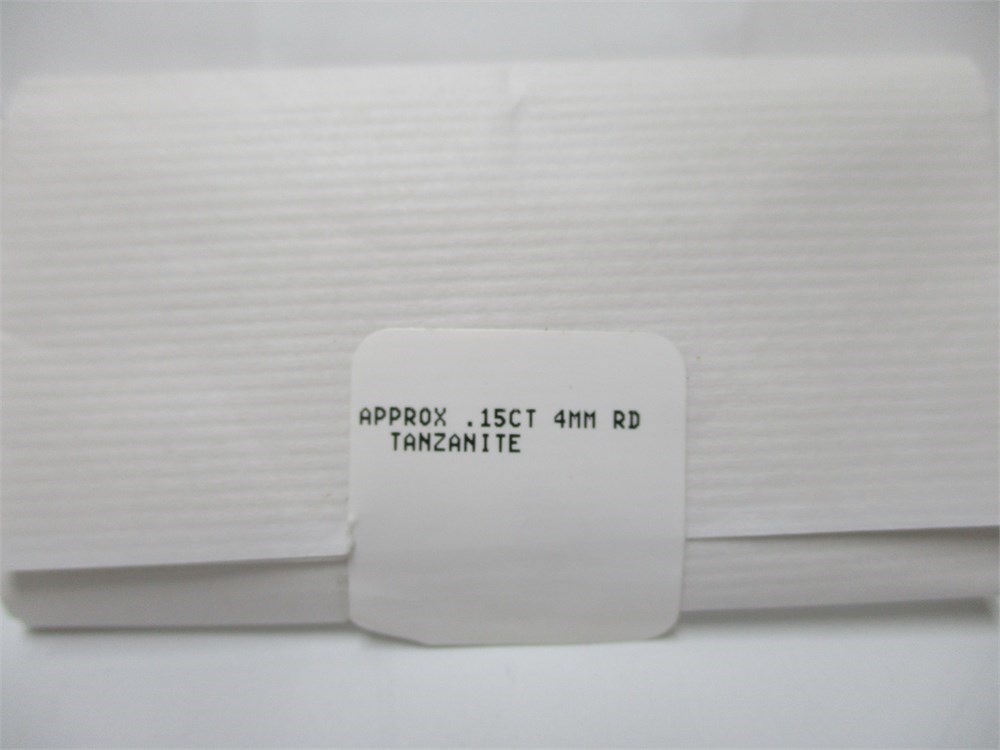 APPROX .15CT 4MM RD
TANZANITE